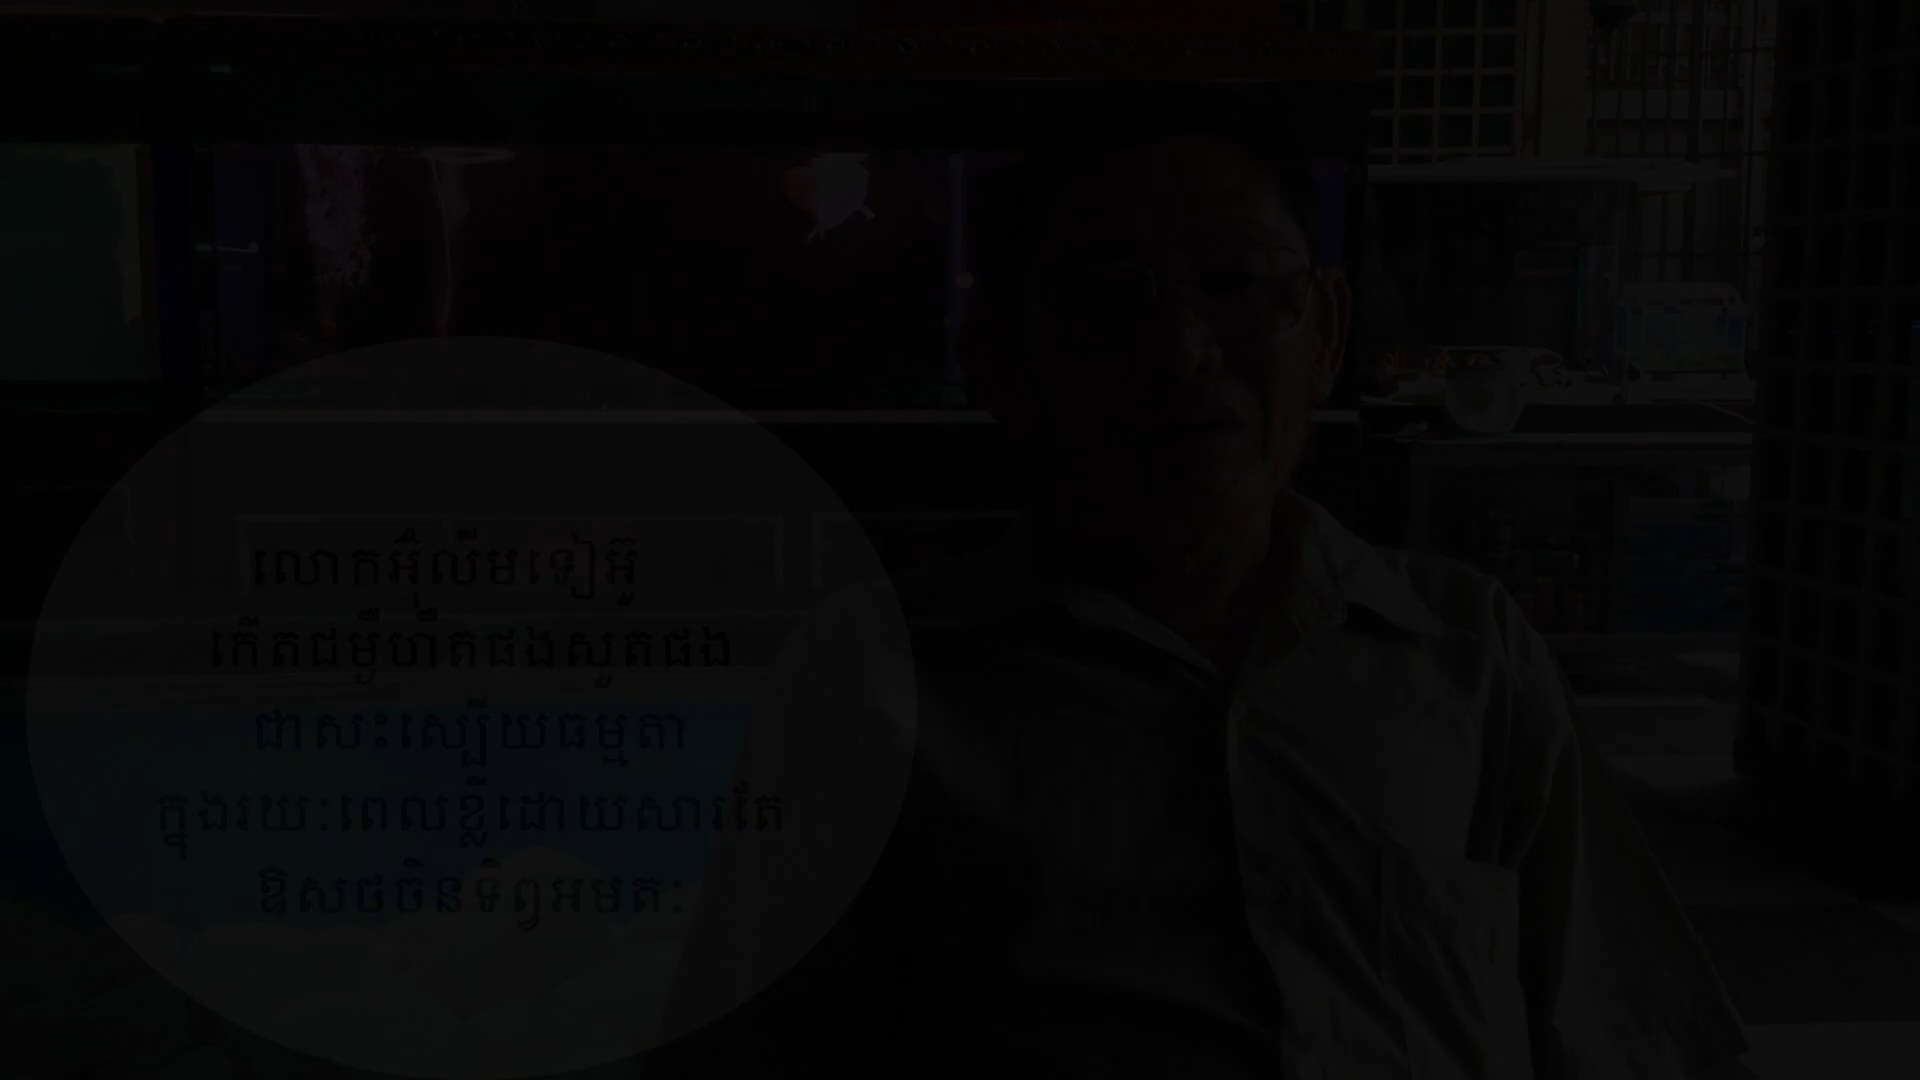 លោកអ៊ុំលីមទៀអ៊ូ
កើតជម្ងឺហឺតផងសួតផង
ជាសះស្បើយធម្មតា
ក្នុងរយៈពេលខ្លីដោយសារតែ
ឱសថចិនទិព្វអមតៈ